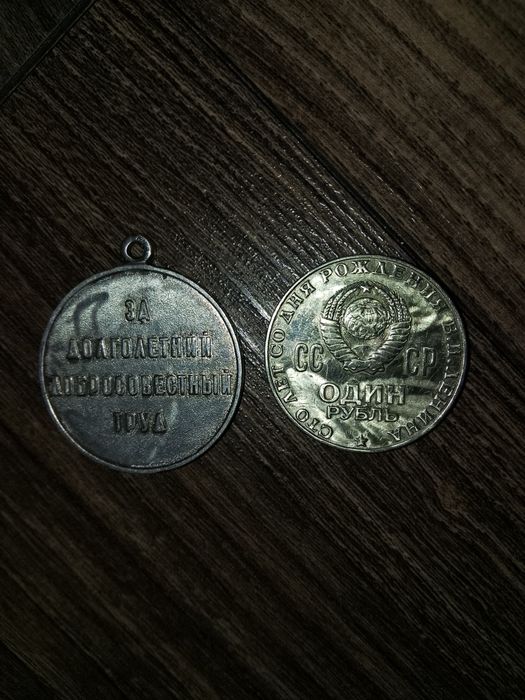 ЗА
ДОЛГОЛЕТНИЙ
ДОБРОСОВЕСТНЫЙ
ТРУД
СТО ЛЕТ СО ДНЯ РОЖДЕНИЯ В.И.ЛЕНИНА
СС СР
ОДИН
РУБЛЬ